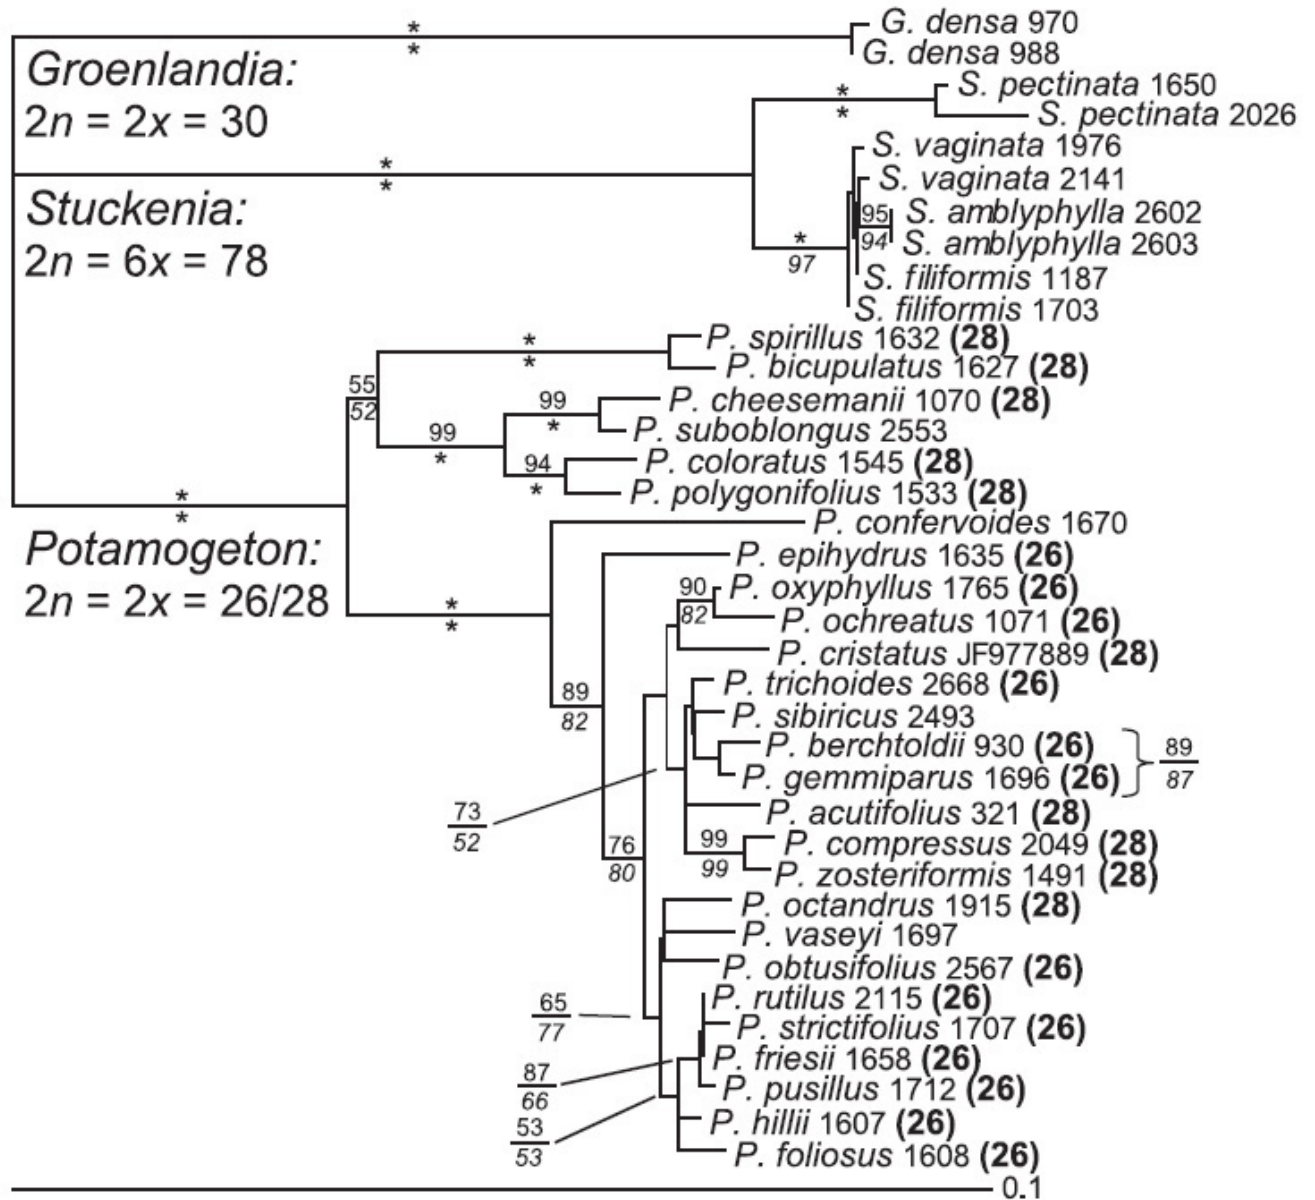 G. densa 970
*
*
G. densa 988
Groenlandia:
2n = 2x = 30
S. pectinata 1650
*
*
S. pectinata 2026
S. vaginata 1976
*
*
S. vaginata 2141
Stuckenia:
2n = 6x = 78
95
94
S. amblyphylla 2602
S. amblyphylla 2603
*
97
S. filiformis 1187
S. filiformis 1703
P. spirillus 1632 (28)
*
*
P. bicupulatus 1627 (28)
55
52
P. cheesemanii 1070 (28)
99
*
P. suboblongus 2553
99
*
P. coloratus 1545 (28)
94
*
P. polygonifolius 1533 (28)
*
*
Potamogeton:
2n = 2x = 26/28
P. confervoides 1670
P. epihydrus 1635 (26)
P. oxyphyllus 1765 (26)
90
82
*
*
P. ochreatus 1071 (26)
P. cristatus JF977889 (28)
P. trichoides 2668 (26)
89
82
P. sibiricus 2493
P. berchtoldii 930 (26)
P. gemmiparus 1696 (26)
89
87
73
52
P. acutifolius 321 (28)
P. compressus 2049 (28)
76
80
99
99
P. zosteriformis 1491 (28)
P. octandrus 1915 (28)
P. vaseyi 1697
P. obtusifolius 2567 (26)
P. rutilus 2115 (26)
65
77
P. strictifolius 1707 (26)
P. friesii 1658 (26)
87
66
P. pusillus 1712 (26)
P. hillii 1607 (26)
53
53
P. foliosus 1608 (26)
0.1